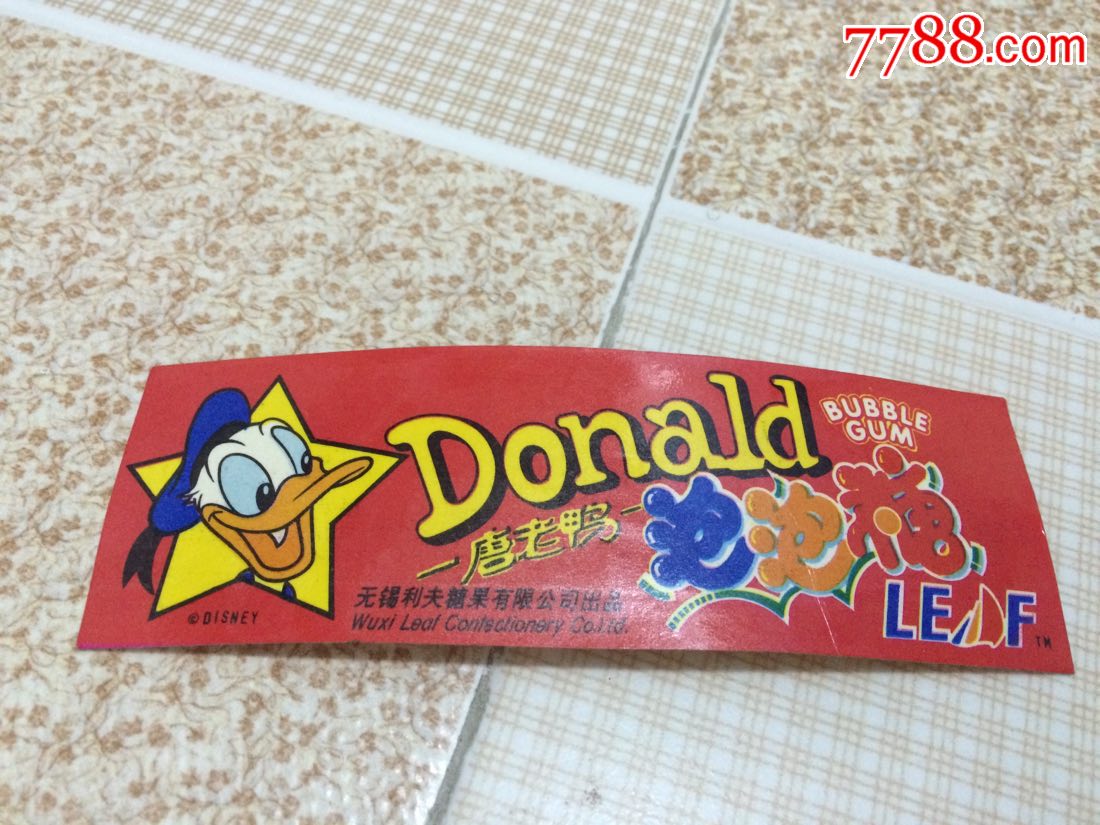 7788.com
Donald
BUBBLE
GUM
唐老鸭
泡泡糖
无锡利夫糖果有限公司出品
Wuxi Leaf Confectionery Co.Ltd.
© DISNEY
LEAF TM